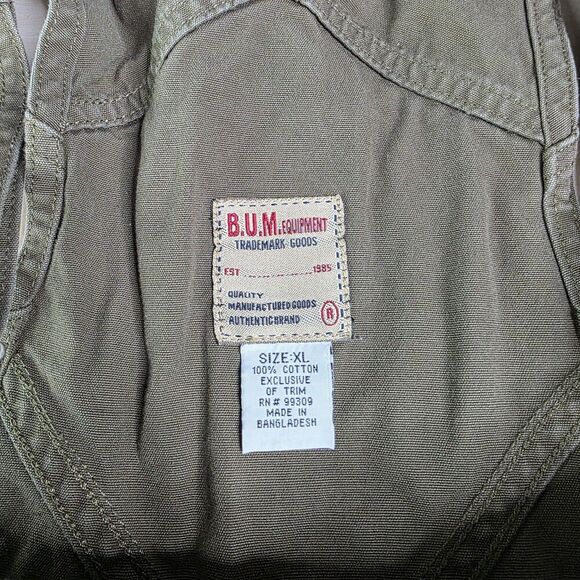 B.U.M. EQUIPMENT
TRADEMARK GOODS
EST 1985
QUALITY
MANUFACTURED GOODS
AUTHENTIC BRAND ®
SIZE:XL
100% COTTON
EXCLUSIVE
OF TRIM
RN# 99309
MADE IN
BANGLADESH